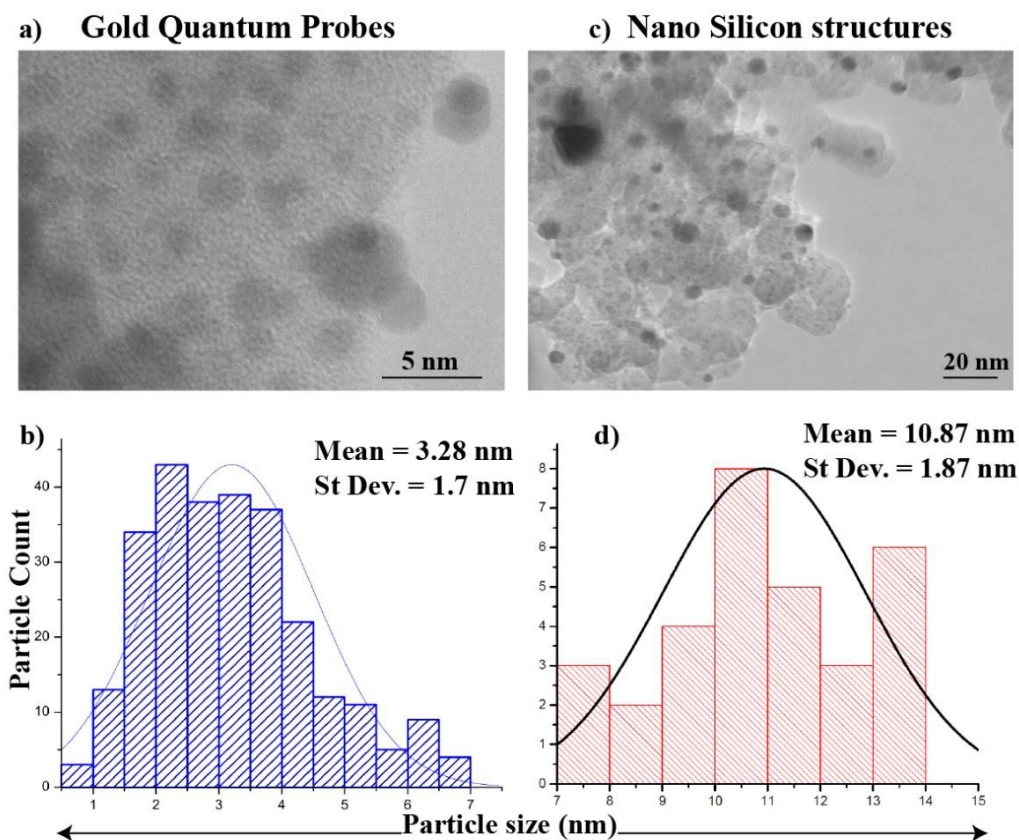 a) Gold Quantum Probes
c) Nano Silicon structures
5 nm
20 nm
b)
Mean = 3.28 nm
St Dev. = 1.7 nm
d)
Mean = 10.87 nm
St Dev. = 1.87 nm
Particle Count
40
30
20
10
0
1 2 3 4 5 6 7
8
7
6
5
4
3
2
1
0
7 8 9 10 11 12 13 14 15
Particle size (nm)